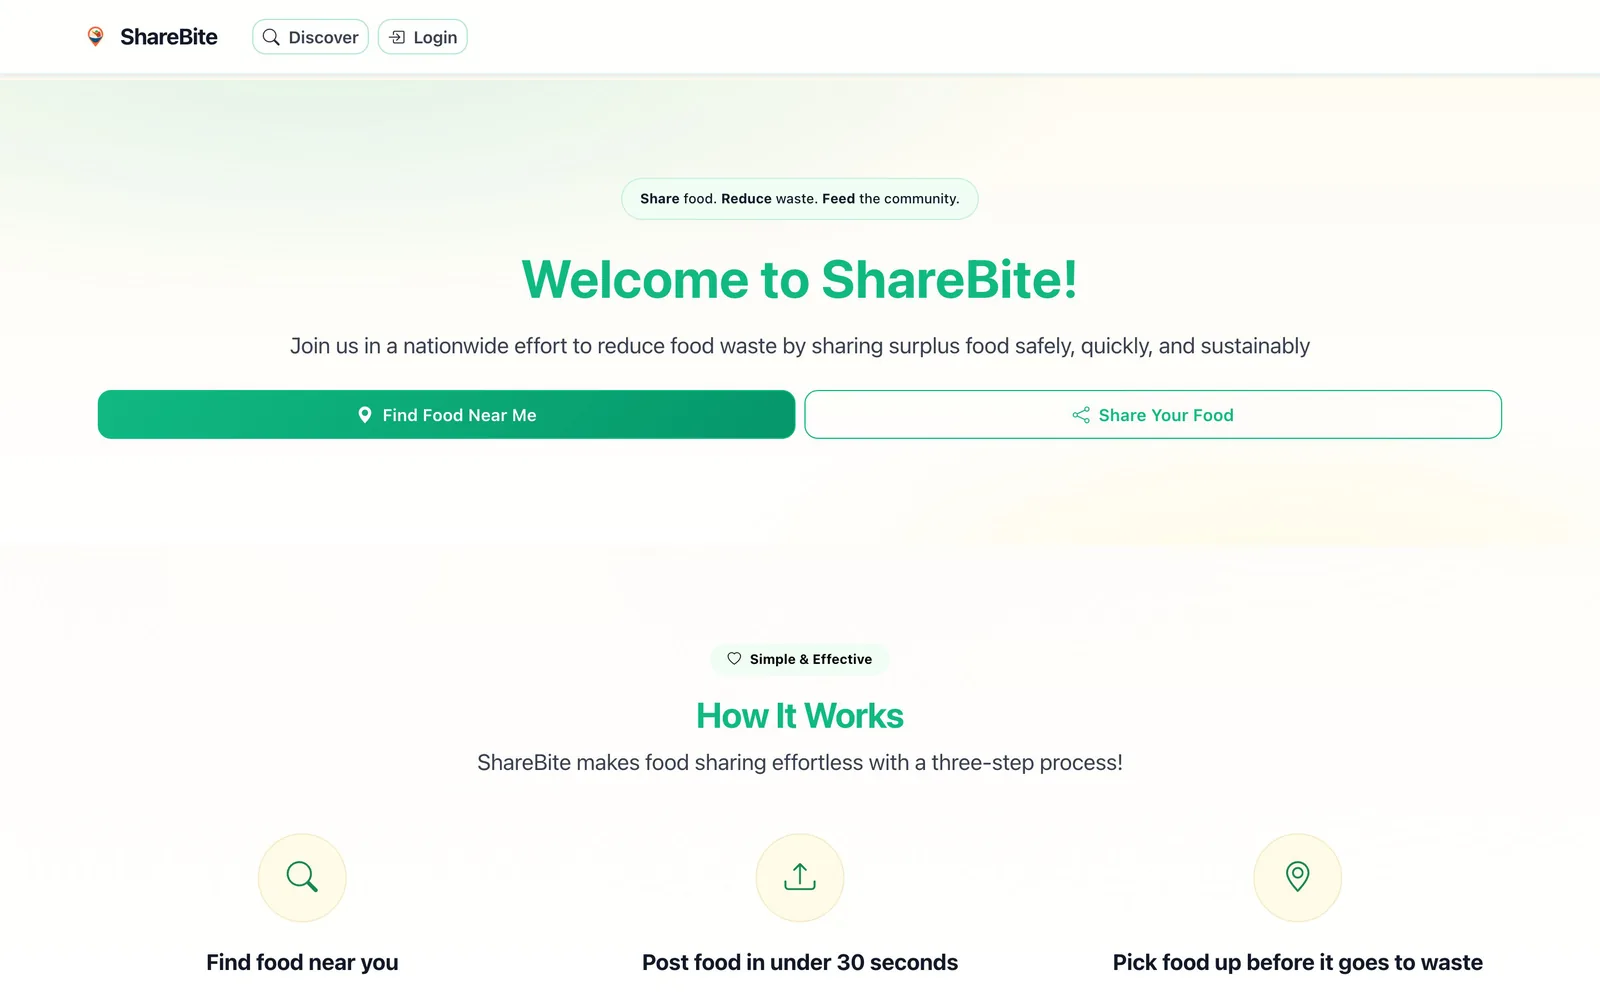 ShareBite
Discover
Login
Share food. Reduce waste. Feed the community.
Welcome to ShareBite!
Join us in a nationwide effort to reduce food waste by sharing surplus food safely, quickly, and sustainably
Find Food Near Me
Share Your Food
Simple & Effective
How It Works
ShareBite makes food sharing effortless with a three-step process!
Find food near you
Post food in under 30 seconds
Pick food up before it goes to waste